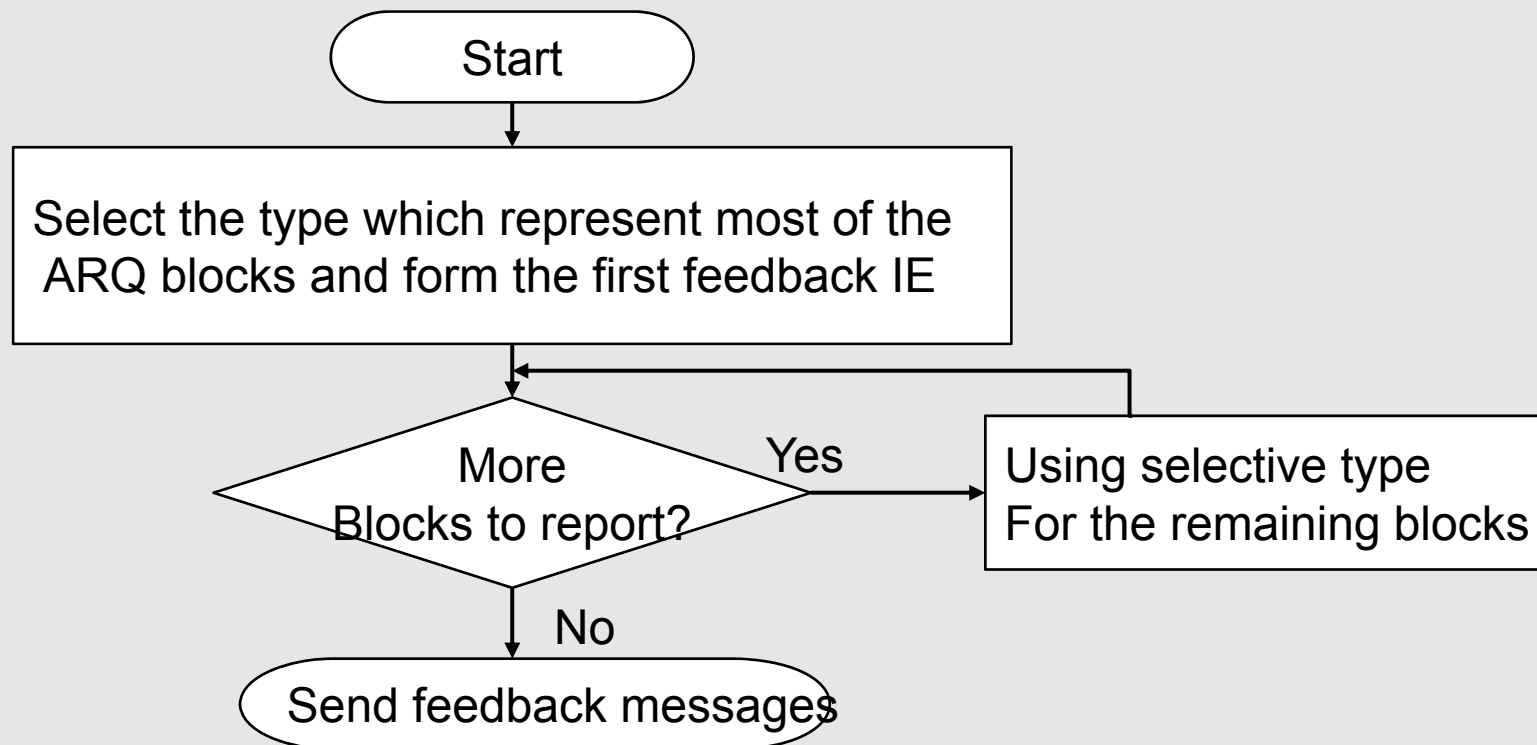 Start
Select the type which represent most of the
ARQ blocks and form the first feedback IE
More
Blocks to report?
Yes
Using selective type
For the remaining blocks
No
Send feedback messages